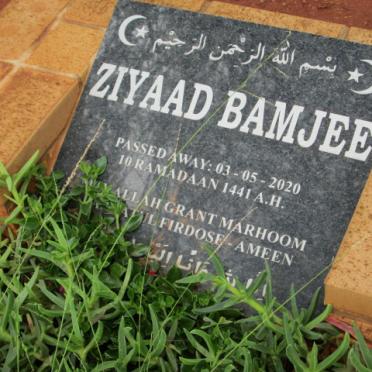 بسم الله الرحمن الرحيم
ZIYAAD BAMJEE
PASSED AWAY: 03 - 05 - 2020
10 RAMADAAN 1441 A.H.
ALLAH GRANT MARHOOM
FIRDOSE - AMEEN